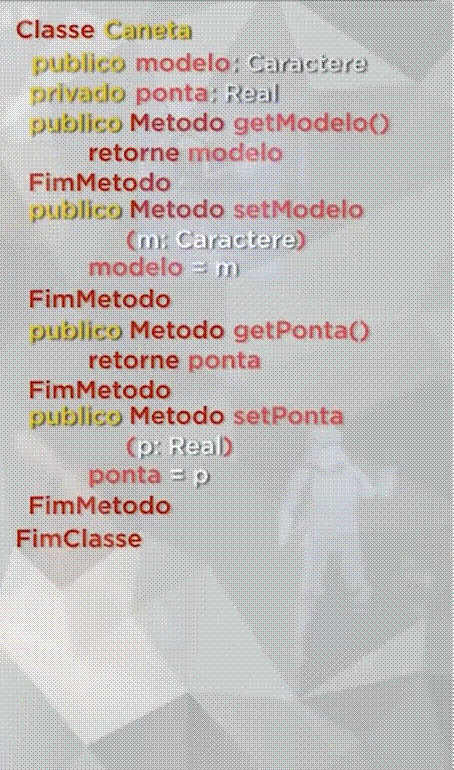 Classe Caneta
publico modelo: Caractere
privado ponta: Real
publico Metodo getModelo()
retorne modelo
FimMetodo
publico Metodo setModelo
(m: Caractere)
modelo = m
FimMetodo
publico Metodo getPonta()
retorne ponta
FimMetodo
publico Metodo setPonta
(p: Real)
ponta = p
FimMetodo
FimClasse